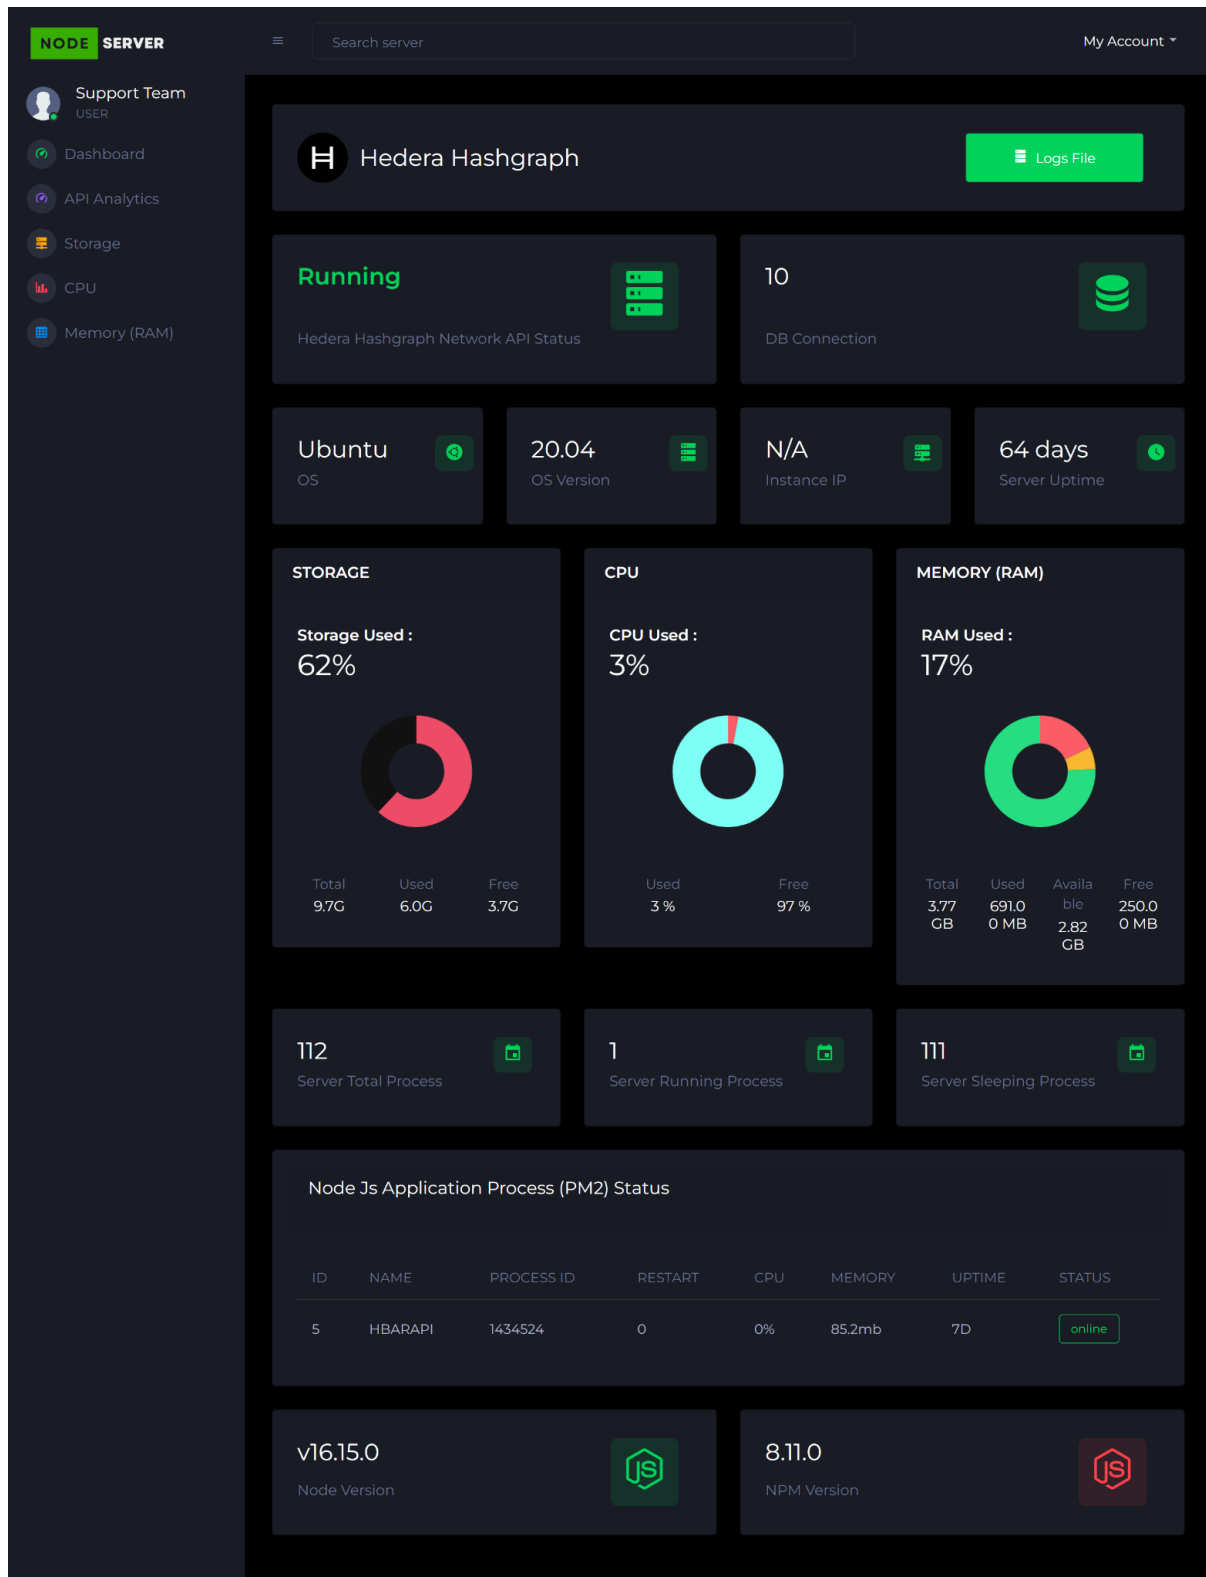 NODE SERVER
Search server
My Account
Support Team
USER
Dashboard
API Analytics
Storage
CPU
Memory (RAM)
H Hedera Hashgraph
Logs File
Running
Hedera Hashgraph Network API Status
10
DB Connection
Ubuntu
OS
20.04
OS Version
N/A
Instance IP
64 days
Server Uptime
STORAGE
Storage Used :
62%
Total Used Free
9.7G 6.0G 3.7G
CPU
CPU Used :
3%
Used Free
3 % 97 %
MEMORY (RAM)
RAM Used :
17%
Total
3.77
GB
Used
691.0
0 MB
Availa
ble
2.82
GB
Free
250.0
0 MB
112
Server Total Process
1
Server Running Process
111
Server Sleeping Process
Node Js Application Process (PM2) Status
ID NAME PROCESS ID RESTART CPU MEMORY UPTIME STATUS
5 HBARAPI 1434524 0 0% 85.2mb 7D online
v16.15.0
Node Version
JS
8.11.0
NPM Version
JS